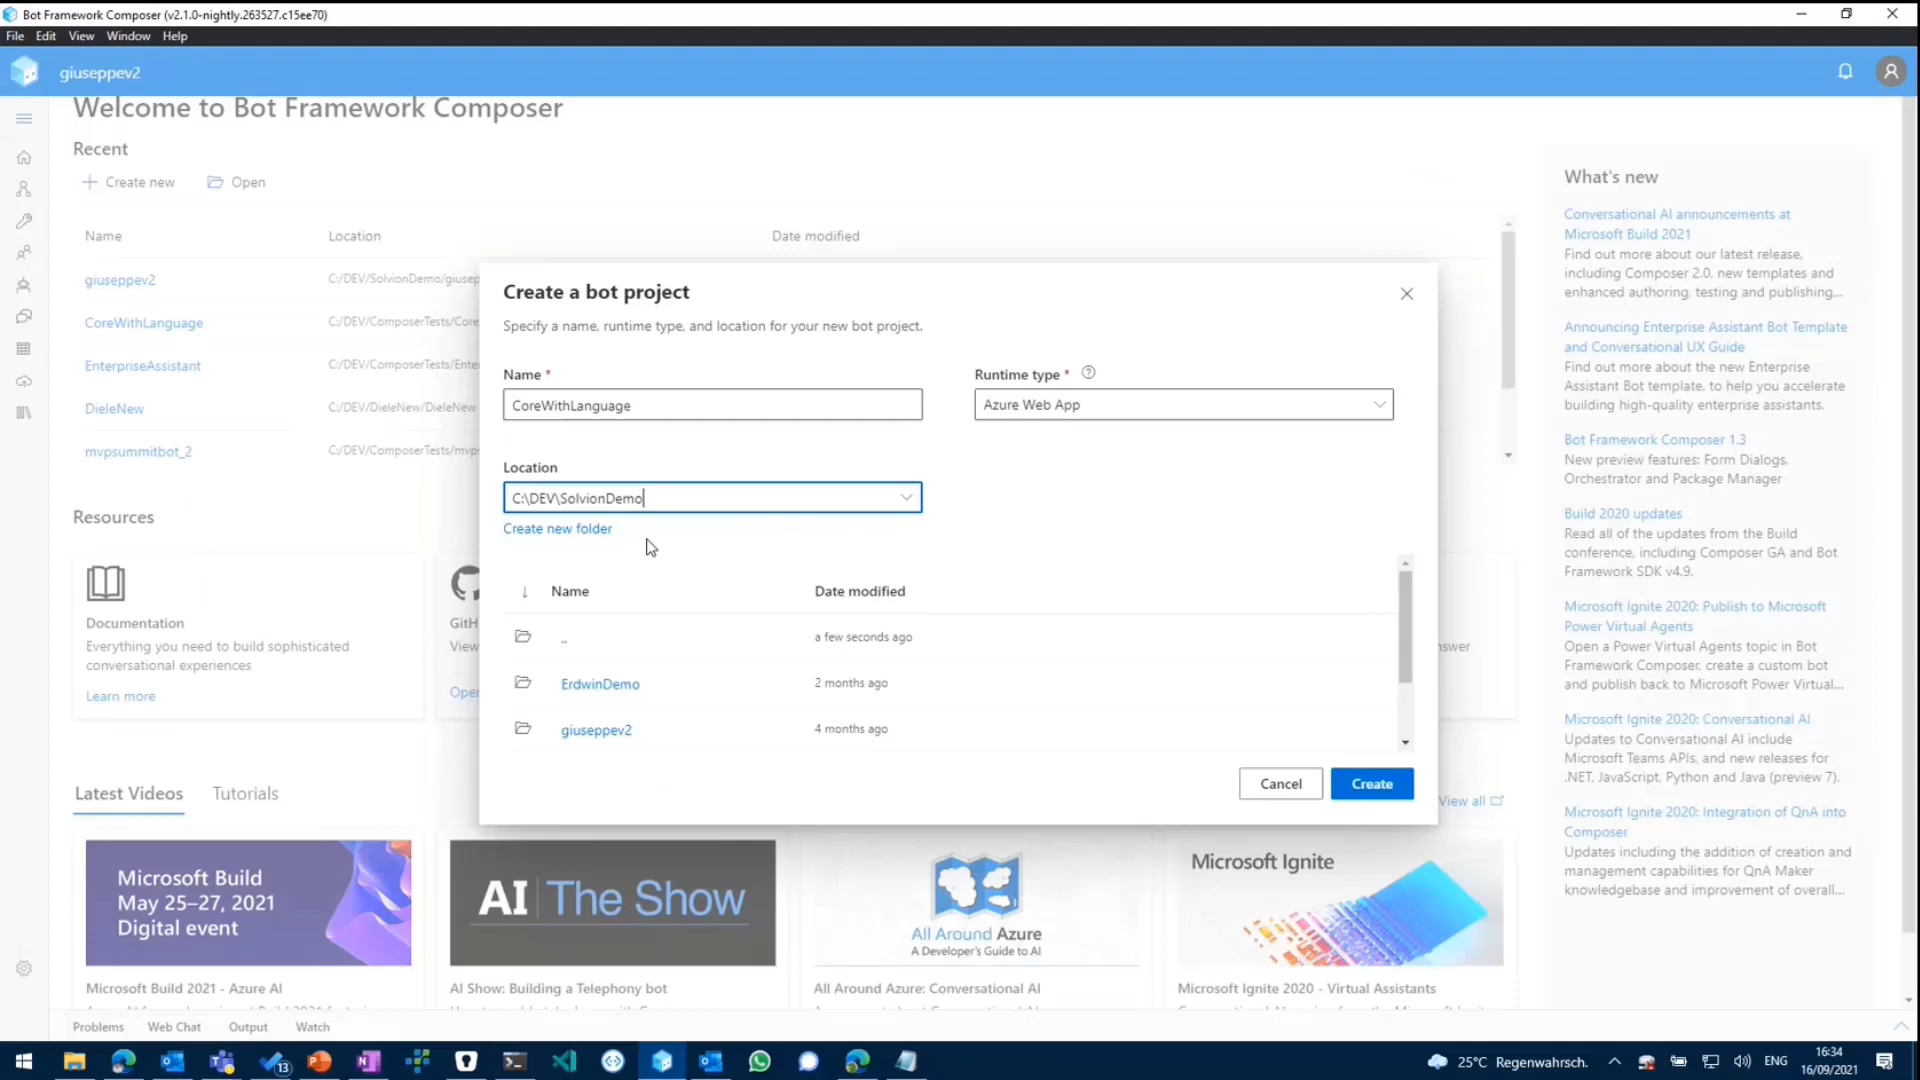 Bot Framework Composer (v2.1.0-nightly.263527.c15ee70)
File Edit View Window Help
giuseppev2
Welcome to Bot Framework Composer
Recent
Create new Open
Name Location Date modified
giuseppev2 C:/DEV/SolvionDemo/giusep
CoreWithLanguage C:/DEV/ComposerTests/Core
EnterpriseAssistant C:/DEV/ComposerTests/Enter
DieleNew C:/DEV/DieleNew/DieleNew
mvpsummitbot_2 C:/DEV/ComposerTests/mvp
Resources
Documentation
Everything you need to build sophisticated
conversational experiences
Learn more
GitH
View
Open
nswer
View all
Create a bot project
Specify a name, runtime type, and location for your new bot project.
Name * Runtime type *
CoreWithLanguage Azure Web App
Location
C:\DEV\SolvionDemo
Create new folder
Name Date modified
.. a few seconds ago
ErdwinDemo 2 months ago
giuseppev2 4 months ago
Cancel Create
Latest Videos Tutorials
Microsoft Build
May 25–27, 2021
Digital event
Microsoft Build 2021 - Azure AI
AI The Show
AI Show: Building a Telephony bot
All Around Azure
A Developer's Guide to AI
All Around Azure: Conversational AI
Microsoft Ignite
Microsoft Ignite 2020 - Virtual Assistants
What's new
Conversational AI announcements at
Microsoft Build 2021
Find out more about our latest release,
including Composer 2.0, new templates and
enhanced authoring, testing and publishing...
Announcing Enterprise Assistant Bot Template
and Conversational UX Guide
Find out more about the new Enterprise
Assistant Bot template, to help you accelerate
building high-quality enterprise assistants.
Bot Framework Composer 1.3
New preview features: Form Dialogs,
Orchestrator and Package Manager
Build 2020 updates
Read all of the updates from the Build
conference, including Composer GA and Bot
Framework SDK v4.9.
Microsoft Ignite 2020: Publish to Microsoft
Power Virtual Agents
Open a Power Virtual Agents topic in Bot
Framework Composer, create a custom bot
and publish back to Microsoft Power Virtual...
Microsoft Ignite 2020: Conversational AI
Updates to Conversational AI include
Microsoft Teams APIs, and new releases for
.NET, JavaScript, Python and Java (preview 7).
Microsoft Ignite 2020: Integration of QnA into
Composer
Updates including the addition of creation and
management capabilities for QnA Maker
knowledgebase and improvement of overall...
Problems Web Chat Output Watch
13
25°C Regenwahrsch.
ENG
16:34
16/09/2021